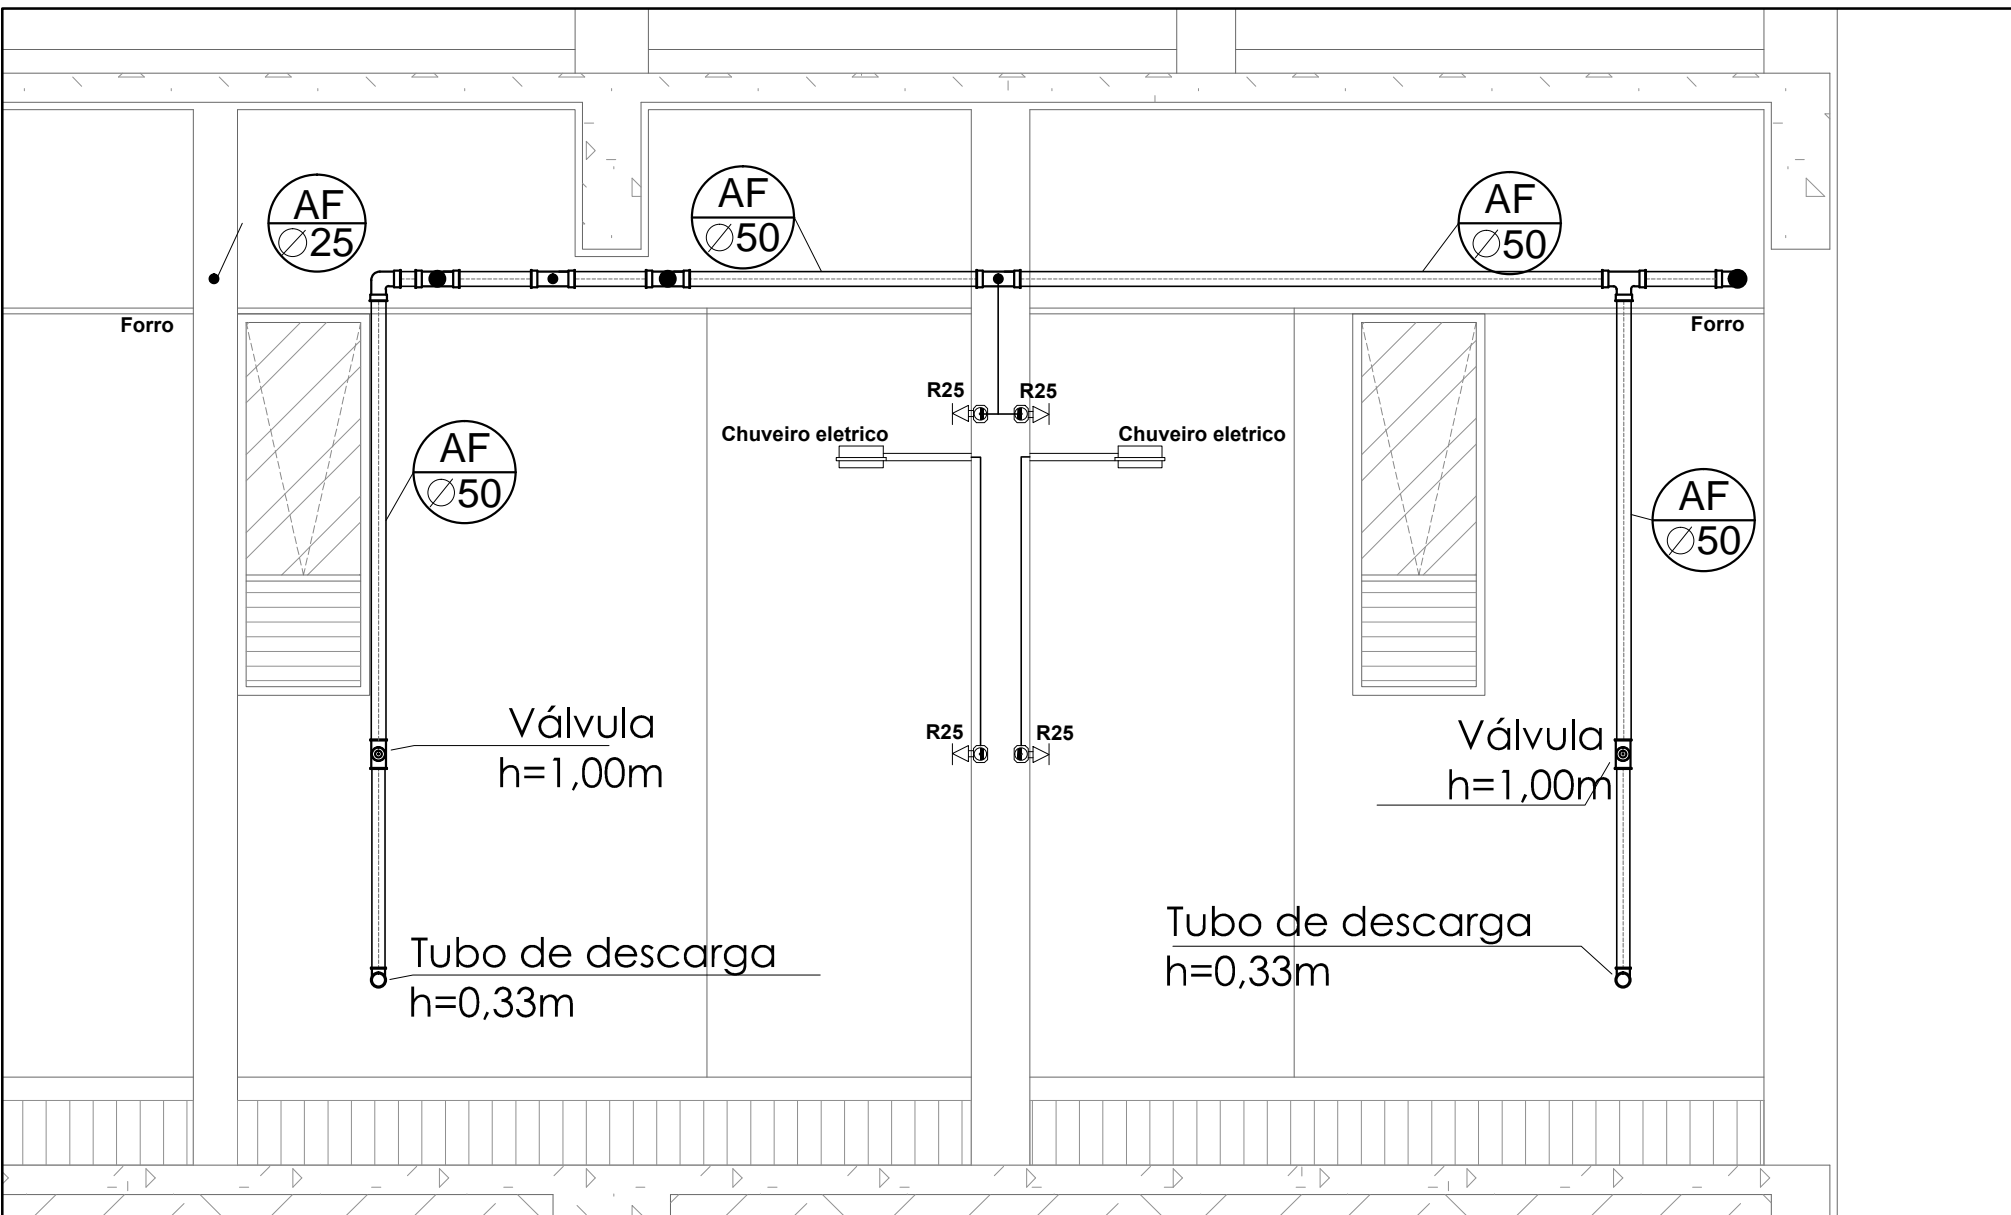 AF
∅25
AF
∅50
AF
∅50
Forro
Forro
R25
R25
Chuveiro eletrico
Chuveiro eletrico
AF
∅50
AF
∅50
Válvula
h=1,00m
R25
R25
Válvula
h=1,00m
Tubo de descarga
h=0,33m
Tubo de descarga
h=0,33m